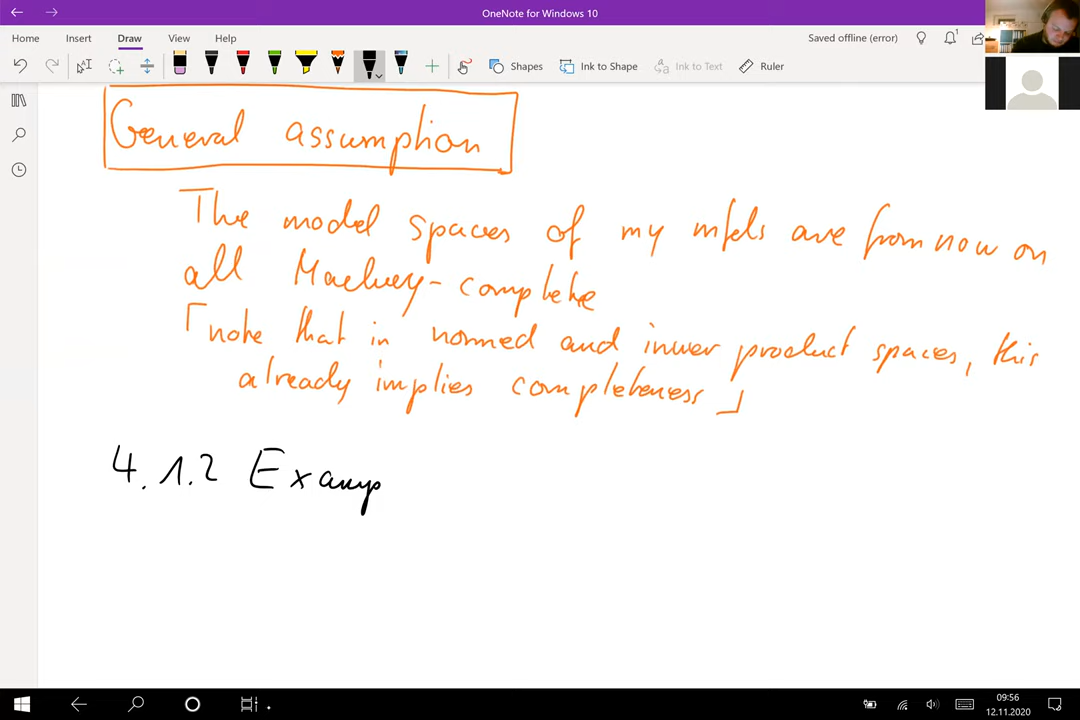 OneNote for Windows 10
Home Insert Draw View Help Saved offline (error) 1
Shapes Ink to Shape Ink to Text Ruler
General assumption
The model spaces of my mfds are from now on
all Mackey-complete
⌈note that in normed and inner product spaces, this
already implies completeness⌋
4.1.2 Examp
09:56
12.11.2020